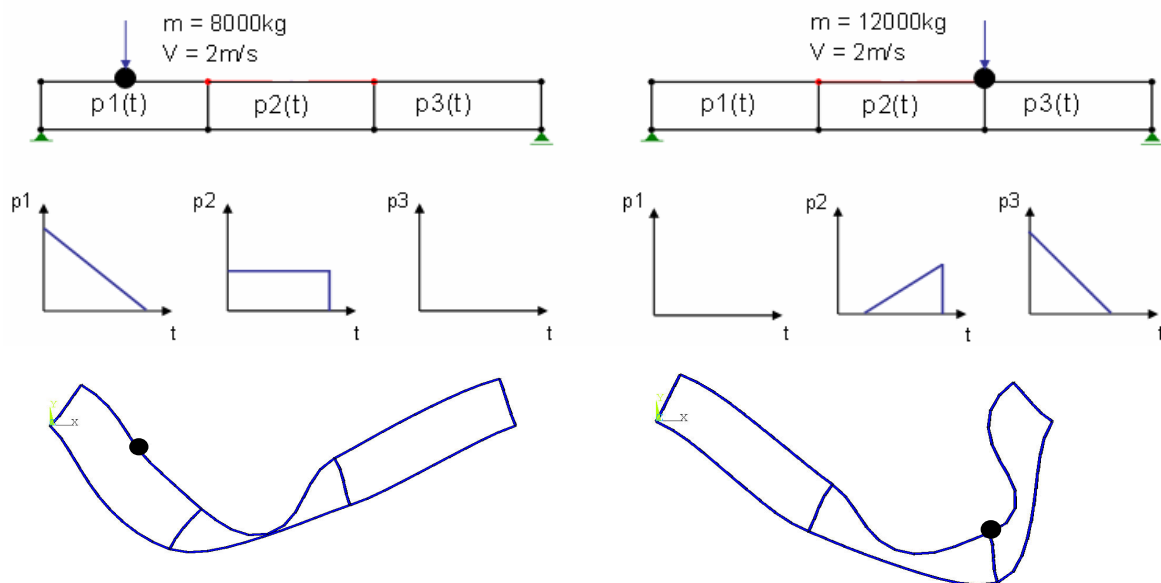 m = 8000kg
V = 2m/s
p1(t) p2(t) p3(t)
m = 12000kg
V = 2m/s
p1(t) p2(t) p3(t)
p1 p2 p3
t t t
p1 p2 p3
t t t
Y
X
Y
X